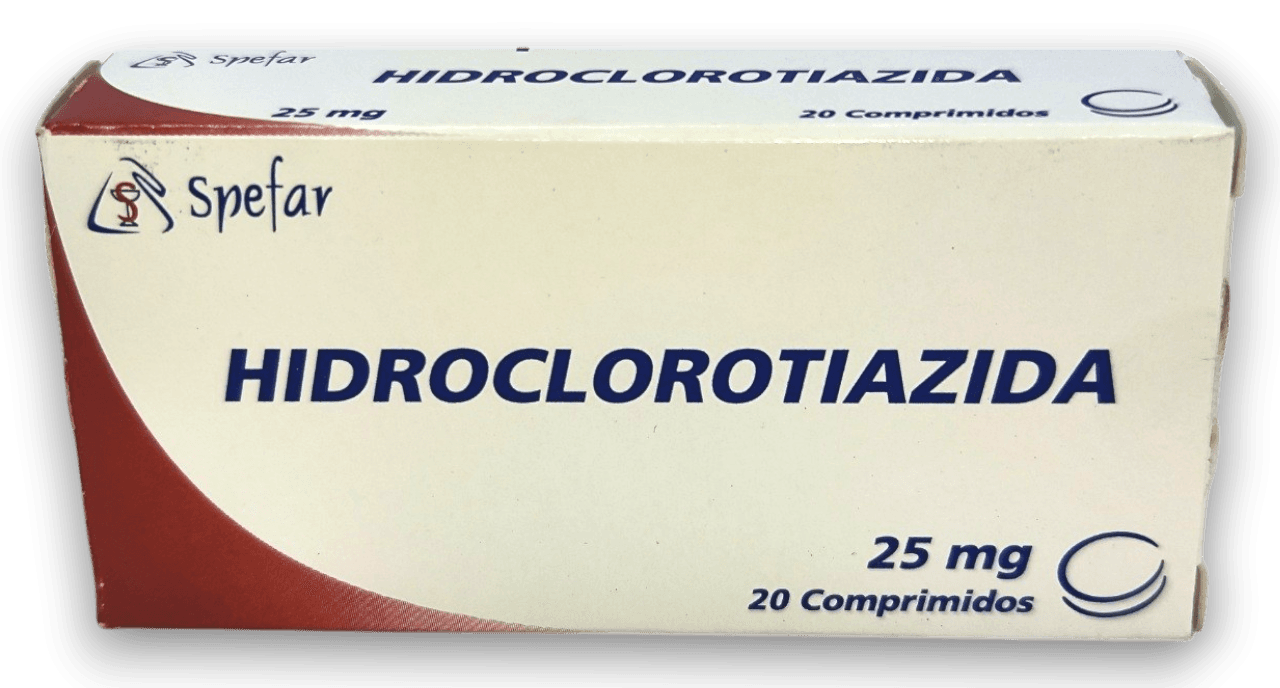 Spefar
HIDROCLOROTIAZIDA
25 mg
20 Comprimidos
Spefar
HIDROCLOROTIAZIDA
25 mg
20 Comprimidos